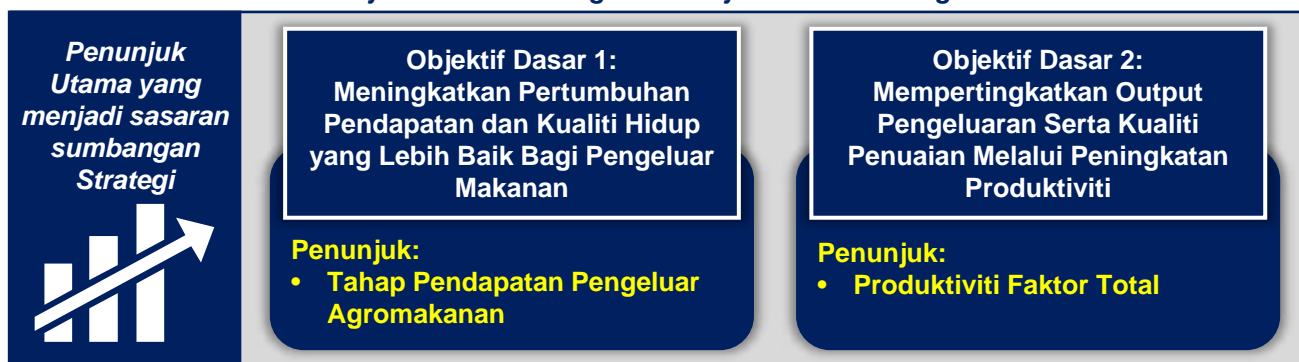 Penunjuk
Utama yang
menjadi sasaran
sumbangan
Strategi
Objektif Dasar 1:
Meningkatkan Pertumbuhan
Pendapatan dan Kualiti Hidup
yang Lebih Baik Bagi Pengeluar
Makanan
Penunjuk:
• Tahap Pendapatan Pengeluar
Agromakanan
Objektif Dasar 2:
Mempertingkatkan Output
Pengeluaran Serta Kualiti
Penuaian Melalui Peningkatan
Produktiviti
Penunjuk:
• Produktiviti Faktor Total